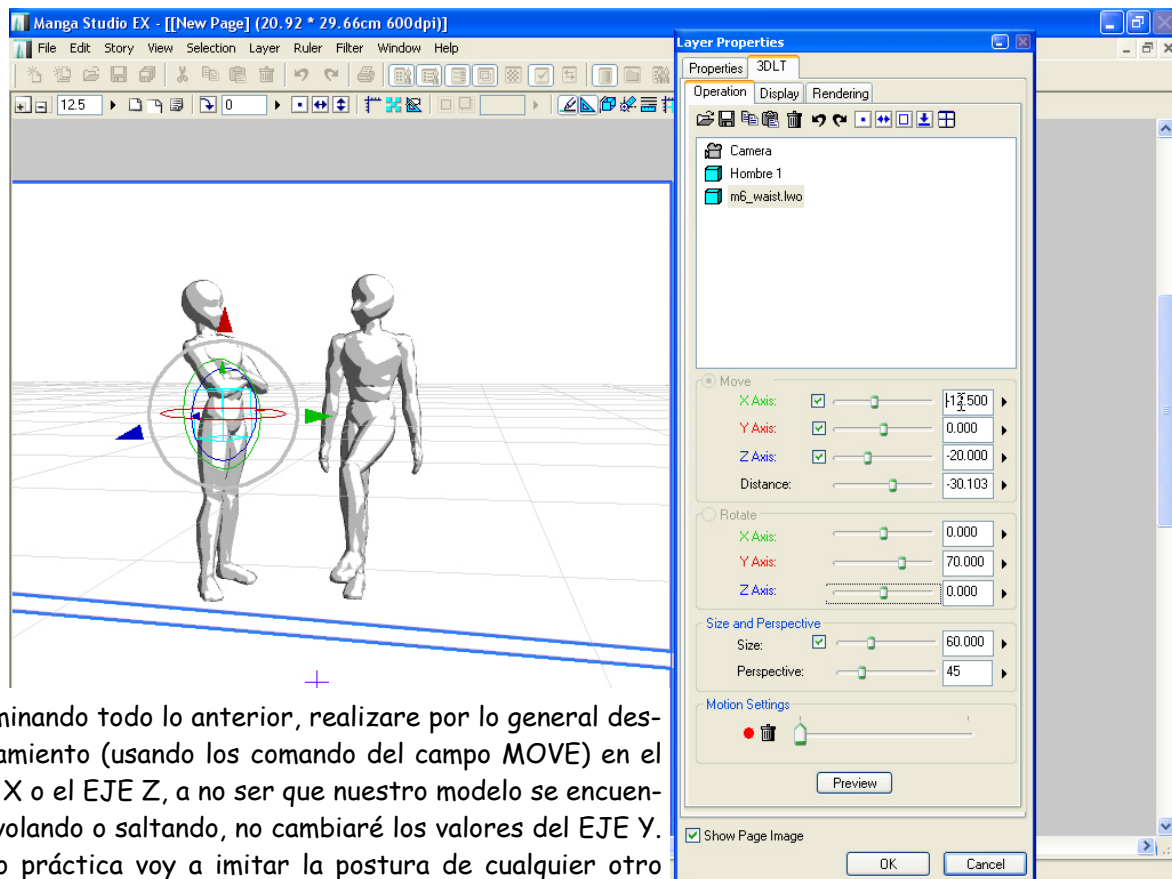 Manga Studio EX - [[New Page] (20.92 * 29.66cm 600dpi)]
File Edit Story View Selection Layer Ruler Filter Window Help
12.5
0
Layer Properties
Properties 3DLT
Operation Display Rendering
Camera
Hombre 1
m6_waist.lwo
Move
X Axis:
Y Axis: 0.000
Z Axis: -20.000
Distance: -30.103
Rotate
X Axis: 0.000
Y Axis: 70.000
Z Axis: 0.000
Size and Perspective
Size: 60.000
Perspective: 45
Motion Settings
Preview
Show Page Image
OK Cancel
minando todo lo anterior, realizare por lo general des-
amiento (usando los comando del campo MOVE) en el
X o el EJE Z, a no ser que nuestro modelo se encuen-
volando o saltando, no cambiaré los valores del EJE Y.
o práctica voy a imitar la postura de cualquier otro